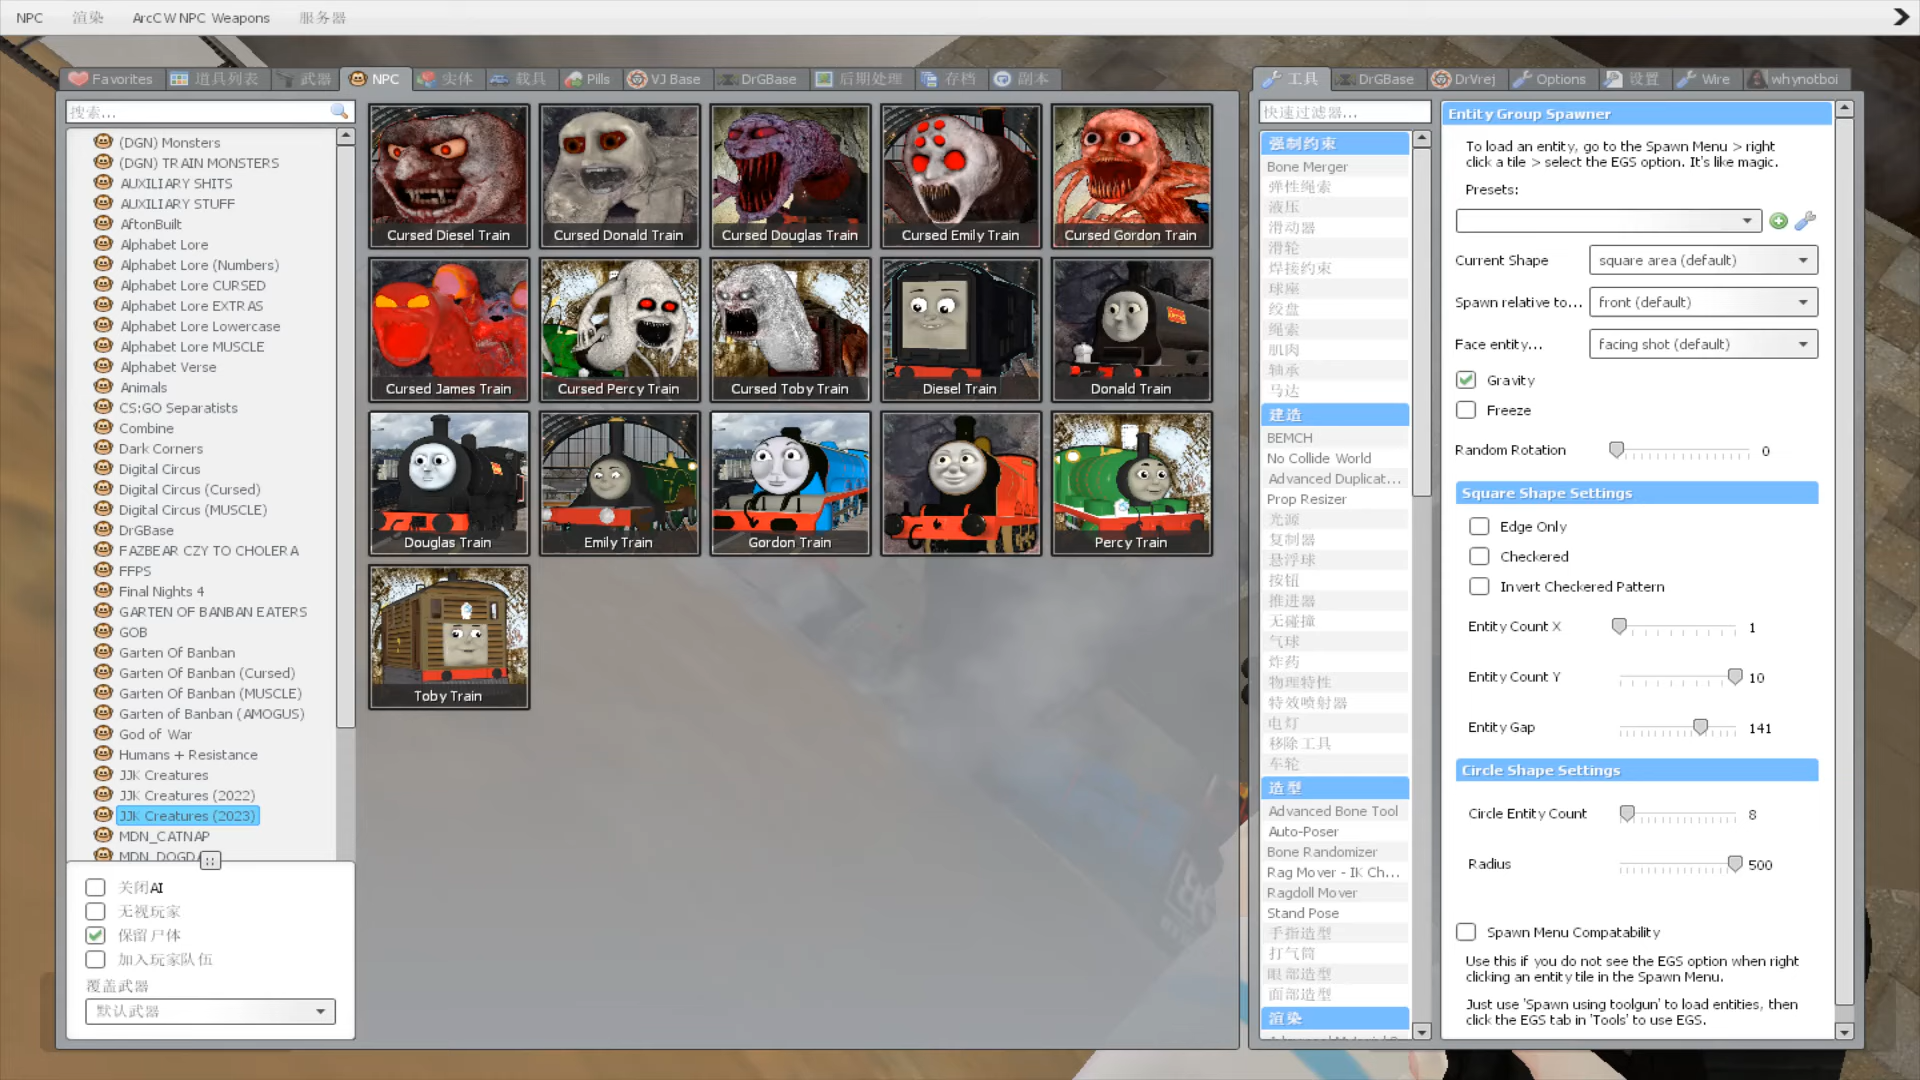 NPC 渲染 ArcCW NPC Weapons 服务器
Favorites 道具列表 武器 NPC 实体 载具 Pills VJ Base DrGBase 后期处理 存档 副本
搜索...
(DGN) Monsters
(DGN) TRAIN MONSTERS
AUXILIARY SHITS
AUXILIARY STUFF
AftonBuilt
Alphabet Lore
Alphabet Lore (Numbers)
Alphabet Lore CURSED
Alphabet Lore EXTRAS
Alphabet Lore Lowercase
Alphabet Lore MUSCLE
Alphabet Verse
Animals
CS:GO Separatists
Combine
Dark Corners
Digital Circus
Digital Circus (Cursed)
Digital Circus (MUSCLE)
DrGBase
FAZBEAR CZY TO CHOLERA
FFPS
Final Nights 4
GARTEN OF BANBAN EATERS
GOB
Garten Of Banban
Garten Of Banban (Cursed)
Garten Of Banban (MUSCLE)
Garten of Banban (AMOGUS)
God of War
Humans + Resistance
JJK Creatures
JJK Creatures (2022)
JJK Creatures (2023)
MDN_CATNAP
关闭AI
无视玩家
保留尸体
加入玩家队伍
覆盖武器
默认武器
Cursed Diesel Train
Cursed Donald Train
Cursed Douglas Train
Cursed Emily Train
Cursed Gordon Train
Cursed James Train
Cursed Percy Train
Cursed Toby Train
Diesel Train
Donald Train
Douglas Train
Emily Train
Gordon Train
Percy Train
Toby Train
工具 DrGBase DrVrej Options 设置 Wire whynotboi
快速过滤器...
强制约束
Bone Merger
弹性绳索
液压
滑动器
滑轮
焊接约束
球座
绞盘
绳索
肌肉
轴承
马达
建造
BEMCH
No Collide World
Advanced Duplicat...
Prop Resizer
光源
复制器
悬浮球
按钮
推进器
无碰撞
气球
炸药
物理特性
特效喷射器
电灯
移除工具
车轮
造型
Advanced Bone Tool
Auto-Poser
Bone Randomizer
Rag Mover - IK Ch...
Ragdoll Mover
Stand Pose
手指造型
打气筒
眼部造型
面部造型
渲染
Entity Group Spawner
To load an entity, go to the Spawn Menu > right
click a tile > select the EGS option. It's like magic.
Presets:
Current Shape square area (default)
Spawn relative to... front (default)
Face entity... facing shot (default)
Gravity
Freeze
Random Rotation 0
Square Shape Settings
Edge Only
Checkered
Invert Checkered Pattern
Entity Count X 1
Entity Count Y 10
Entity Gap 141
Circle Shape Settings
Circle Entity Count 8
Radius 500
Spawn Menu Compatability
Use this if you do not see the EGS option when right
clicking an entity tile in the Spawn Menu.
Just use 'Spawn using toolgun' to load entities, then
click the EGS tab in 'Tools' to use EGS.